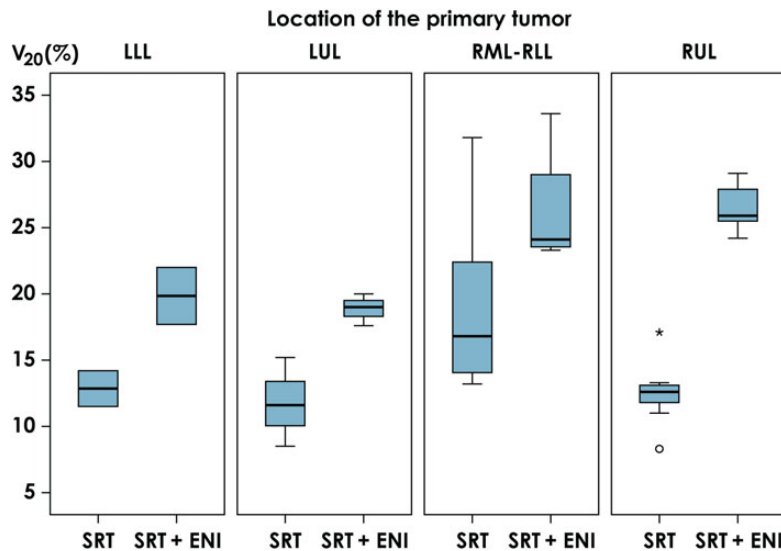 Location of the primary tumor
V20(%) LLL LUL RML-RLL RUL
35
30
25
20
15
10
5
SRT SRT + ENI SRT SRT + ENI SRT SRT + ENI SRT SRT + ENI